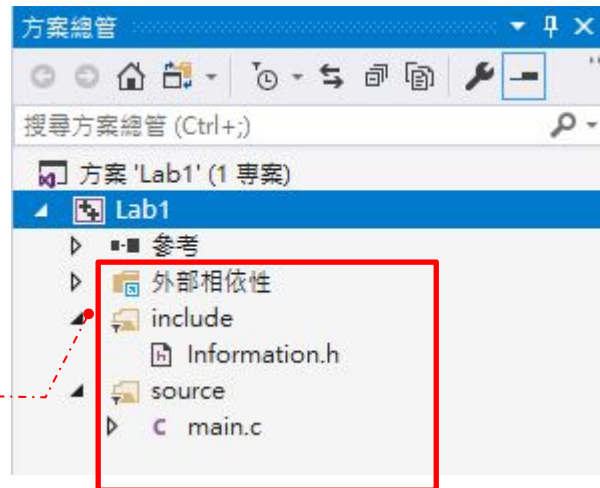 方案總管
搜尋方案總管 (Ctrl+;)
方案 'Lab1' (1 專案)
Lab1
參考
外部相依性
include
Information.h
source
main.c